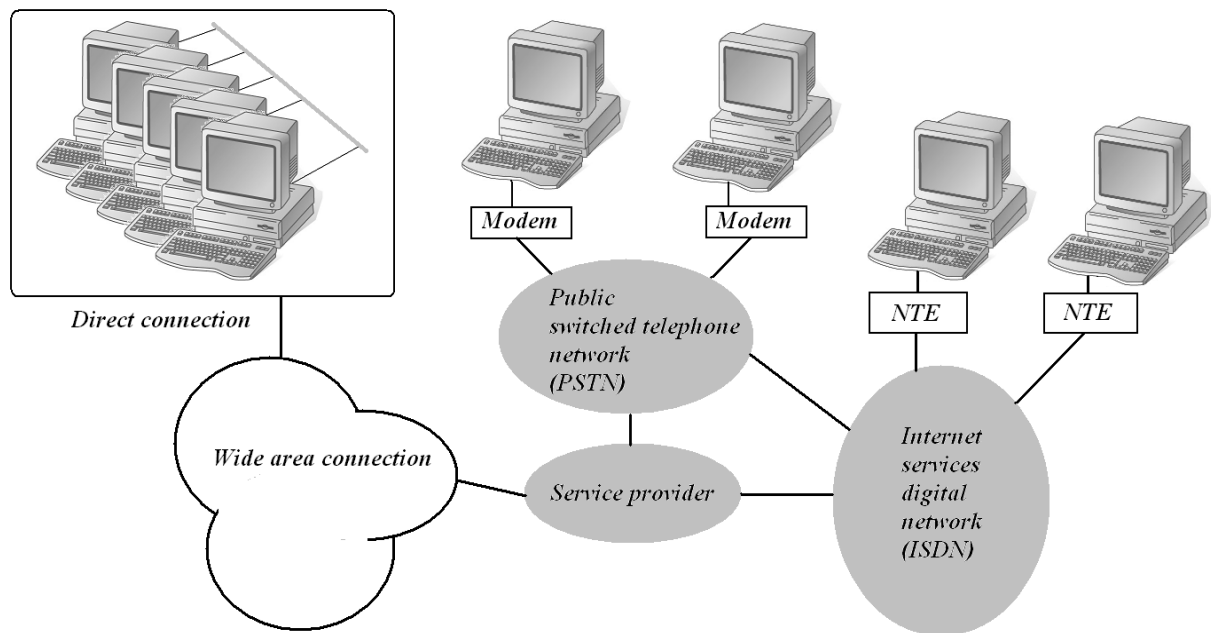 Modem
Modem
NTE
NTE
Direct connection
Public
switched telephone
network
(PSTN)
Wide area connection
Service provider
Internet
services
digital
network
(ISDN)